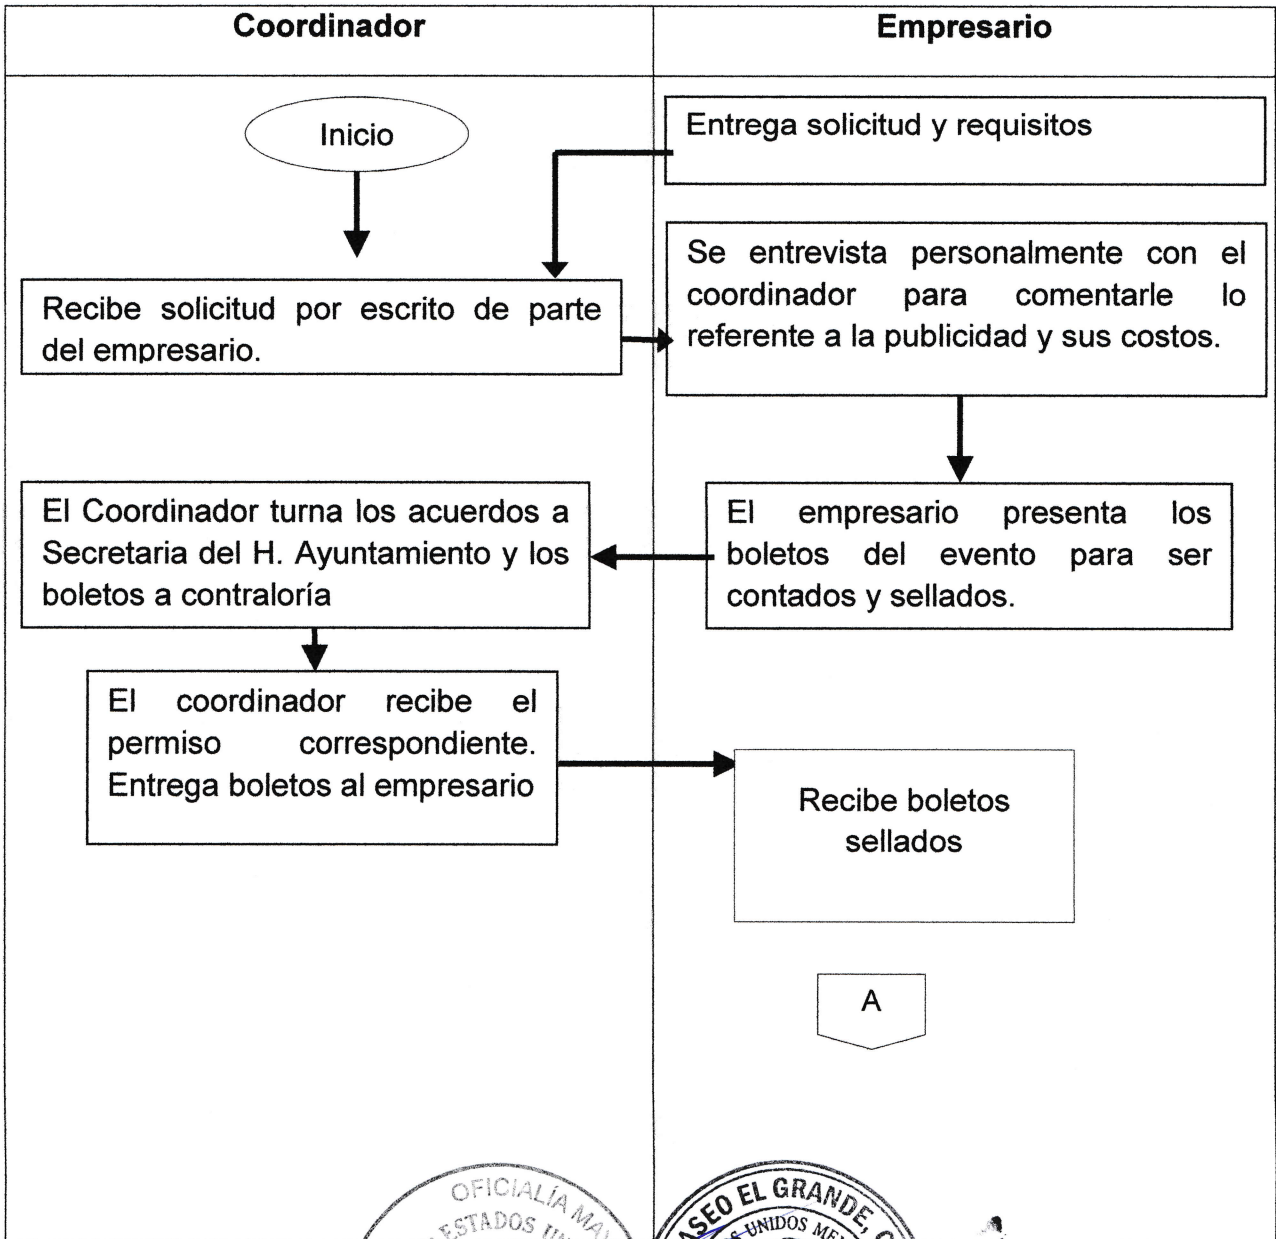 Coordinador
Empresario
Inicio
Entrega solicitud y requisitos
Recibe solicitud por escrito de parte
del empresario.
Se entrevista personalmente con el
coordinador para comentarle lo
referente a la publicidad y sus costos.
El empresario presenta los
boletos del evento para ser
contados y sellados.
El Coordinador turna los acuerdos a
Secretaria del H. Ayuntamiento y los
boletos a contraloría
El coordinador recibe el
permiso correspondiente.
Entrega boletos al empresario
Recibe boletos
sellados
A
OFICIALÍA
ESTADOS
EL GRANDE,
UNIDOS